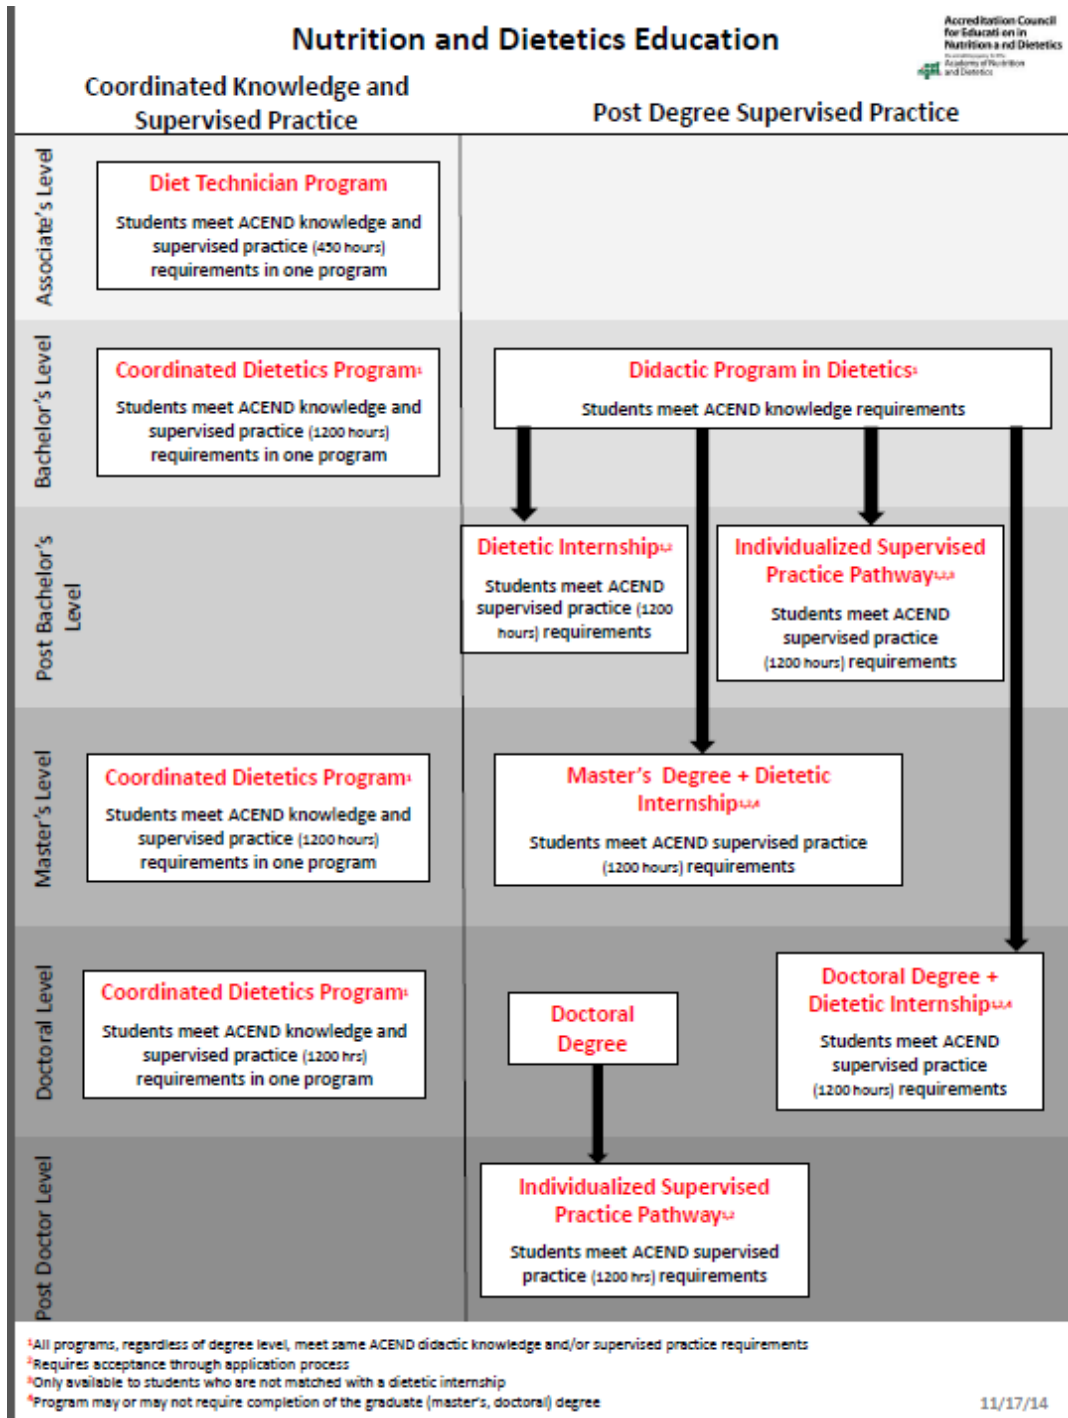 Nutrition and Dietetics Education
Accreditatiion Council
for Educati on in
Nutrition a nd Dietetics
Academy of Nutrition
and Dietetics
Coordinated Knowledge and
Supervised Practice
Post Degree Supervised Practice
Associate's Level
Diet Technician Program
Students meet ACEND knowledge and
supervised practice (450 hours)
requirements in one program
Bachelor's Level
Coordinated Dietetics Program¹
Students meet ACEND knowledge and
supervised practice (1200 hours)
requirements in one program
Didactic Program in Dietetics¹
Students meet ACEND knowledge requirements
Post Bachelor's
Level
Dietetic Internship¹,²
Students meet ACEND
supervised practice (1200
hours) requirements
Individualized Supervised
Practice Pathway¹,²,³
Students meet ACEND
supervised practice
(1200 hours) requirements
Master's Level
Coordinated Dietetics Program¹
Students meet ACEND knowledge and
supervised practice (1200 hours)
requirements in one program
Master's Degree + Dietetic
Internship¹,²,⁴
Students meet ACEND supervised practice
(1200 hours) requirements
Doctoral Level
Coordinated Dietetics Program¹
Students meet ACEND knowledge and
supervised practice (1200 hrs)
requirements in one program
Doctoral
Degree
Doctoral Degree +
Dietetic Internship¹,²,⁴
Students meet ACEND
supervised practice
(1200 hours) requirements
Post Doctor Level
Individualized Supervised
Practice Pathway¹,²
Students meet ACEND supervised
practice (1200 hrs) requirements
¹All programs, regardless of degree level, meet same ACEND didactic knowledge and/or supervised practice requirements
²Requires acceptance through application process
³Only available to students who are not matched with a dietetic internship
⁴Program may or may not require completion of the graduate (master's, doctoral) degree
11/17/14